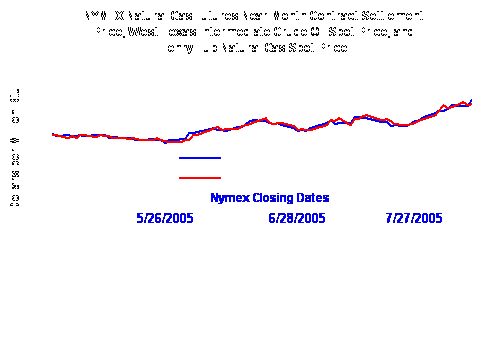 NYMEX Natural Gas Futures Near-Month Contract Settlement
Price, West Texas Intermediate Crude Oil Spot Price, and
Henry Hub Natural Gas Spot Price
Nymex Closing Dates
5/26/2005 6/28/2005 7/27/2005